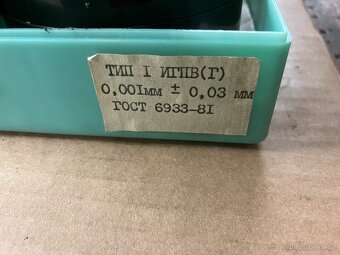 ТИП I ИГПВ(Г)
0,001мм ± 0,03 мм
ГОСТ 6933-81